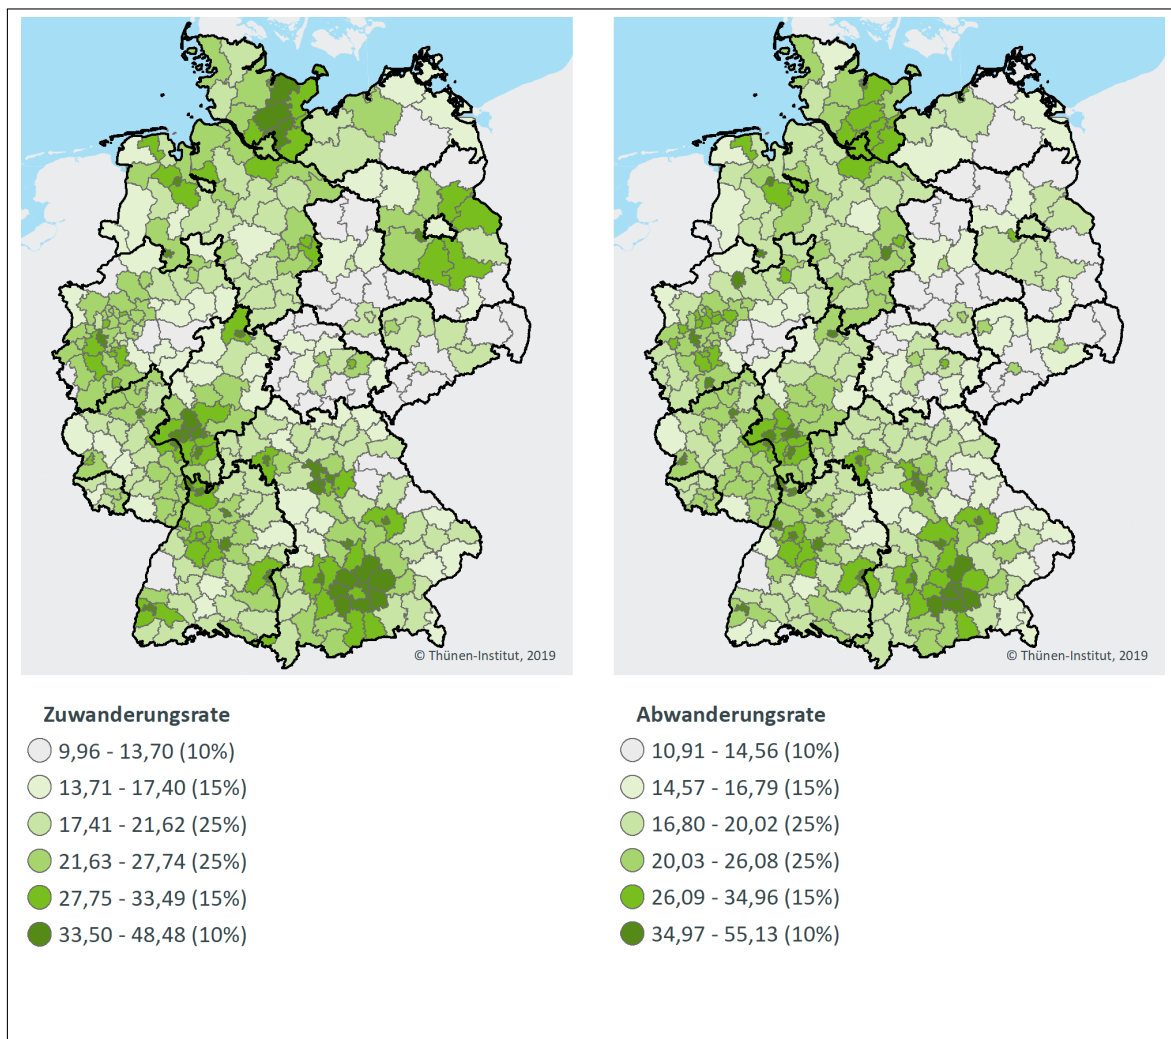 © Thünen-Institut, 2019
© Thünen-Institut, 2019
Zuwanderungsrate
9,96 - 13,70 (10%)
13,71 - 17,40 (15%)
17,41 - 21,62 (25%)
21,63 - 27,74 (25%)
27,75 - 33,49 (15%)
33,50 - 48,48 (10%)
Abwanderungsrate
10,91 - 14,56 (10%)
14,57 - 16,79 (15%)
16,80 - 20,02 (25%)
20,03 - 26,08 (25%)
26,09 - 34,96 (15%)
34,97 - 55,13 (10%)